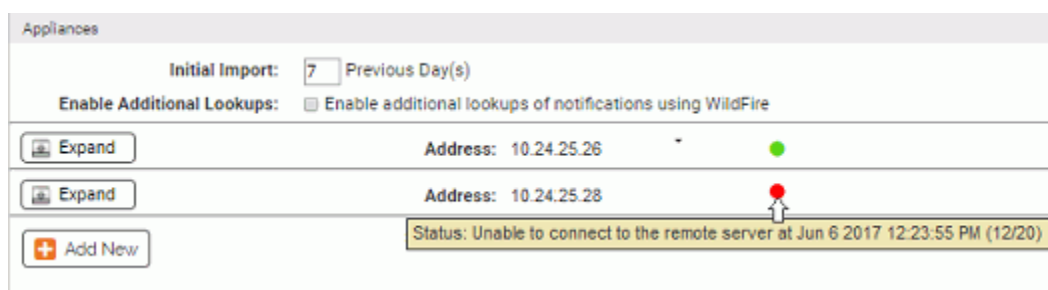 Appliances
Initial Import: 7 Previous Day(s)
Enable Additional Lookups: Enable additional lookups of notifications using WildFire
Expand Address: 10.24.25.26
Expand Address: 10.24.25.28
Status: Unable to connect to the remote server at Jun 6 2017 12:23:55 PM (12/20)
Add New